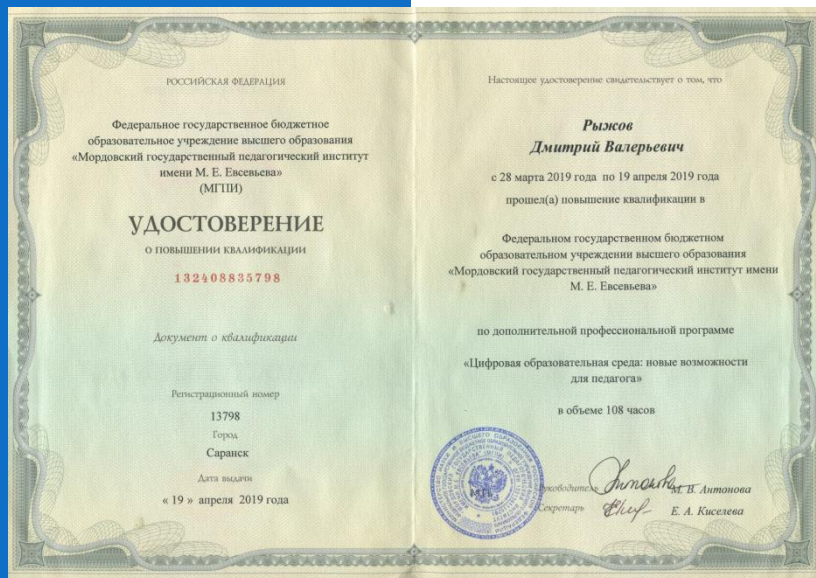 РОССИЙСКАЯ ФЕДЕРАЦИЯ
Федеральное государственное бюджетное
образовательное учреждение высшего образования
«Мордовский государственный педагогический институт
имени М. Е. Евсевьева»
(МГПИ)
УДОСТОВЕРЕНИЕ
О ПОВЫШЕНИИ КВАЛИФИКАЦИИ
132408835798
Документ о квалификации
Регистрационный номер
13798
Город
Саранск
Дата выдачи
« 19 » апреля 2019 года
Настоящее удостоверение свидетельствует о том, что
Рыжов
Дмитрий Валерьевич
с 28 марта 2019 года по 19 апреля 2019 года
прошел(а) повышение квалификации в
Федеральном государственном бюджетном
образовательном учреждении высшего образования
«Мордовский государственный педагогический институт имени
М. Е. Евсевьева»
по дополнительной профессиональной программе
«Цифровая образовательная среда: новые возможности
для педагога»
в объеме 108 часов
М.П.
Руководитель М. В. Антонова
Секретарь Е. А. Киселева